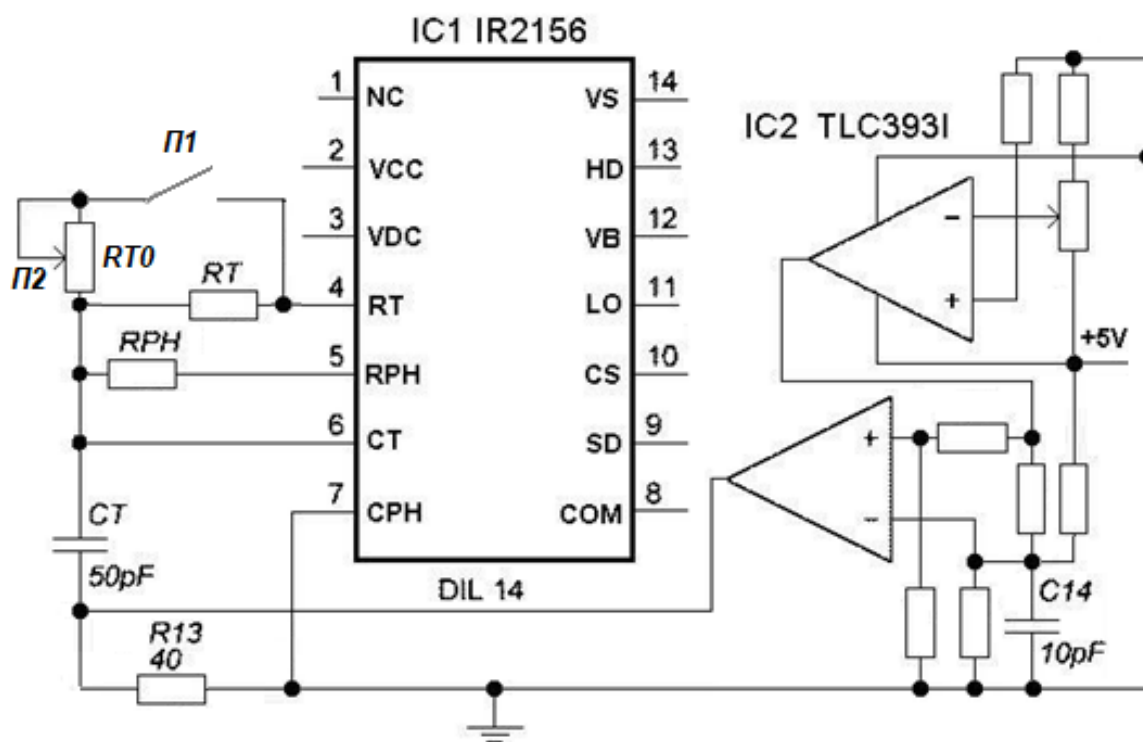 IC1 IR2156
1 NC VS 14
IC2 TLC393I
П1
2 VCC HD 13
3 VDC VB 12
П2 RT0
RT
4 RT LO 11
RPH
5 RPH CS 10
6 CT SD 9
7 CPH COM 8
−
+
+5V
+
−
CT
50pF
DIL 14
C14
10pF
R13
40